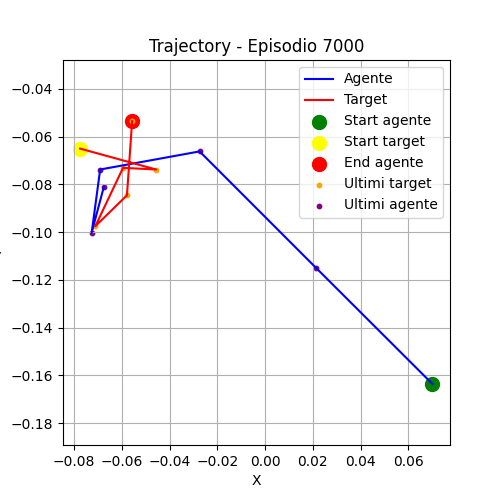 Trajectory - Episodio 7000
Agente
Target
Start agente
Start target
End agente
Ultimi target
Ultimi agente
−0.04
−0.06
−0.08
−0.10
−0.12
−0.14
−0.16
−0.18
−0.08 −0.06 −0.04 −0.02 0.00 0.02 0.04 0.06
X